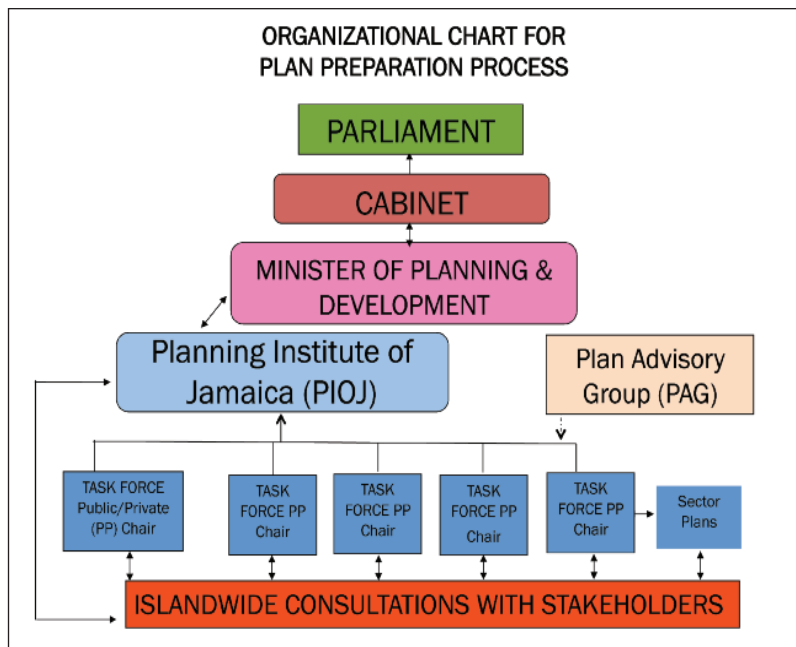 ORGANIZATIONAL CHART FOR
PLAN PREPARATION PROCESS
PARLIAMENT
CABINET
MINISTER OF PLANNING &
DEVELOPMENT
Planning Institute of
Jamaica (PIOJ)
Plan Advisory
Group (PAG)
TASK FORCE
Public/Private
(PP) Chair
TASK
FORCE PP
Chair
TASK
FORCE PP
Chair
TASK
FORCE PP
Chair
TASK
FORCE PP
Chair
Sector
Plans
ISLANDWIDE CONSULTATIONS WITH STAKEHOLDERS